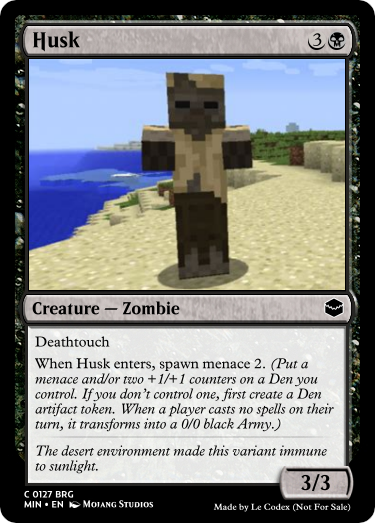 Husk 3
Creature — Zombie
Deathtouch
When Husk enters, spawn menace 2. (Put a
menace and/or two +1/+1 counters on a Den you
control. If you don't control one, first create a Den
artifact token. When a player casts no spells on their
turn, it transforms into a 0/0 black Army.)
The desert environment made this variant immune
to sunlight.
3/3
C 0127 BRG
MIN • EN Mojang Studios
Made by Le Codex (Not For Sale)